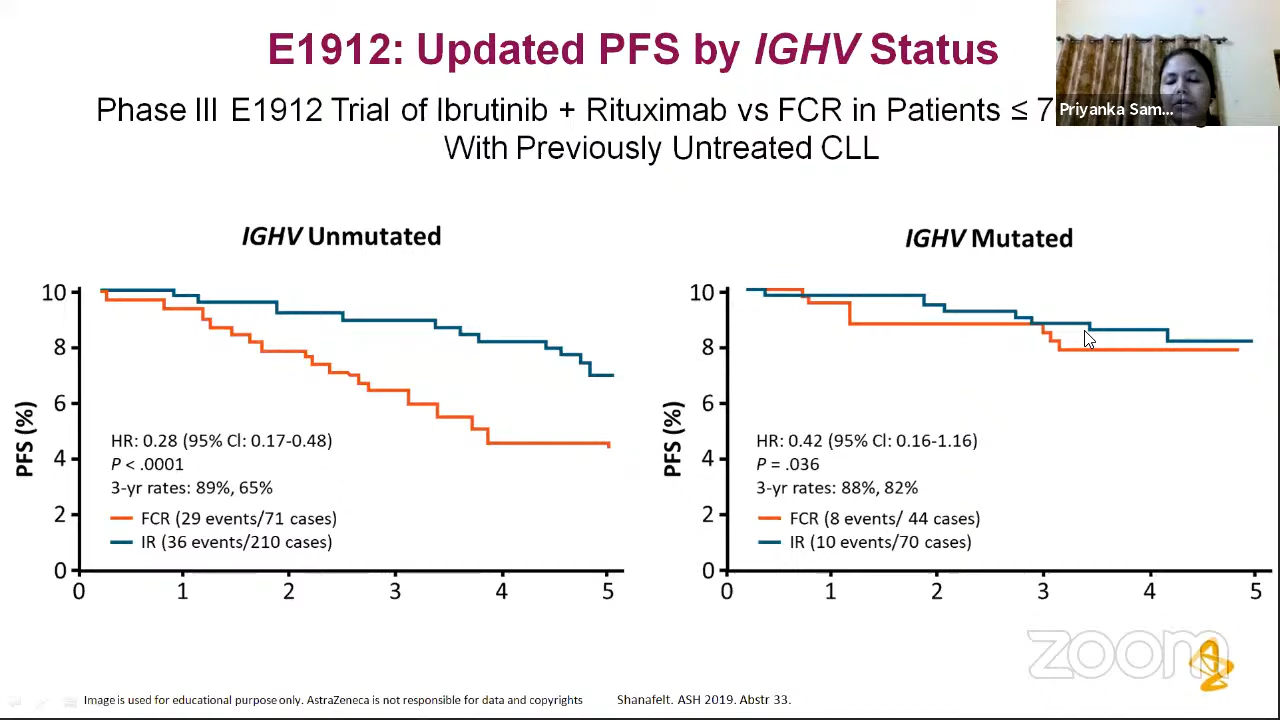 E1912: Updated PFS by IGHV Status
Phase III E1912 Trial of Ibrutinib + Rituximab vs FCR in Patients ≤ 7
With Previously Untreated CLL
Priyanka Sam...
IGHV Unmutated
10
8
6
4
2
0
PFS (%)
HR: 0.28 (95% CI: 0.17-0.48)
P < .0001
3-yr rates: 89%, 65%
FCR (29 events/71 cases)
IR (36 events/210 cases)
0 1 2 3 4 5
IGHV Mutated
10
8
6
4
2
0
PFS (%)
HR: 0.42 (95% CI: 0.16-1.16)
P = .036
3-yr rates: 88%, 82%
FCR (8 events/ 44 cases)
IR (10 events/70 cases)
0 1 2 3 4 5
zoom
Image is used for educational purpose only. AstraZeneca is not responsible for data and copyrights
Shanafelt. ASH 2019. Abstr 33.